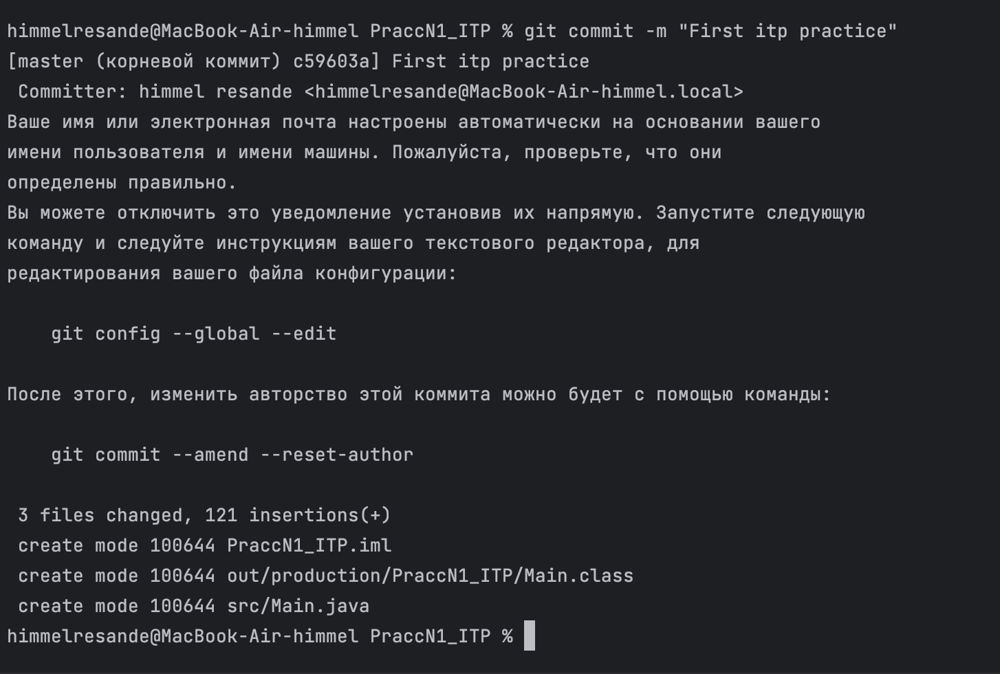 himmelresande@MacBook-Air-himmel PraccN1_ITP % git commit -m "First itp practice"
[master (корневой коммит) c59603a] First itp practice
 Committer: himmel resande <himmelresande@MacBook-Air-himmel.local>
Ваше имя или электронная почта настроены автоматически на основании вашего
имени пользователя и имени машины. Пожалуйста, проверьте, что они
определены правильно.
Вы можете отключить это уведомление установив их напрямую. Запустите следующую
команду и следуйте инструкциям вашего текстового редактора, для
редактирования вашего файла конфигурации:

    git config --global --edit

После этого, изменить авторство этой коммита можно будет с помощью команды:

    git commit --amend --reset-author

 3 files changed, 121 insertions(+)
 create mode 100644 PraccN1_ITP.iml
 create mode 100644 out/production/PraccN1_ITP/Main.class
 create mode 100644 src/Main.java
himmelresande@MacBook-Air-himmel PraccN1_ITP %